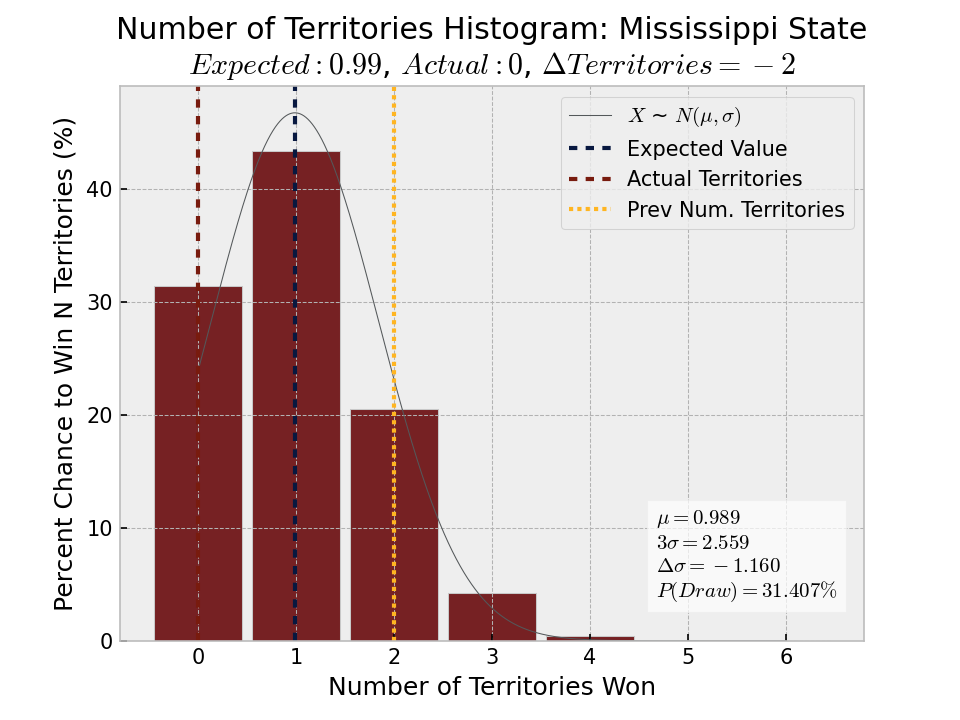 Number of Territories Histogram: Mississippi State
Expected : 0.99, Actual : 0, ΔTerritories = −2
Percent Chance to Win N Territories (%)
X ~ N(μ, σ)
Expected Value
Actual Territories
Prev Num. Territories
40
30
20
10
0
μ = 0.989
3σ = 2.559
Δσ = −1.160
P(Draw) = 31.407%
0 1 2 3 4 5 6
Number of Territories Won